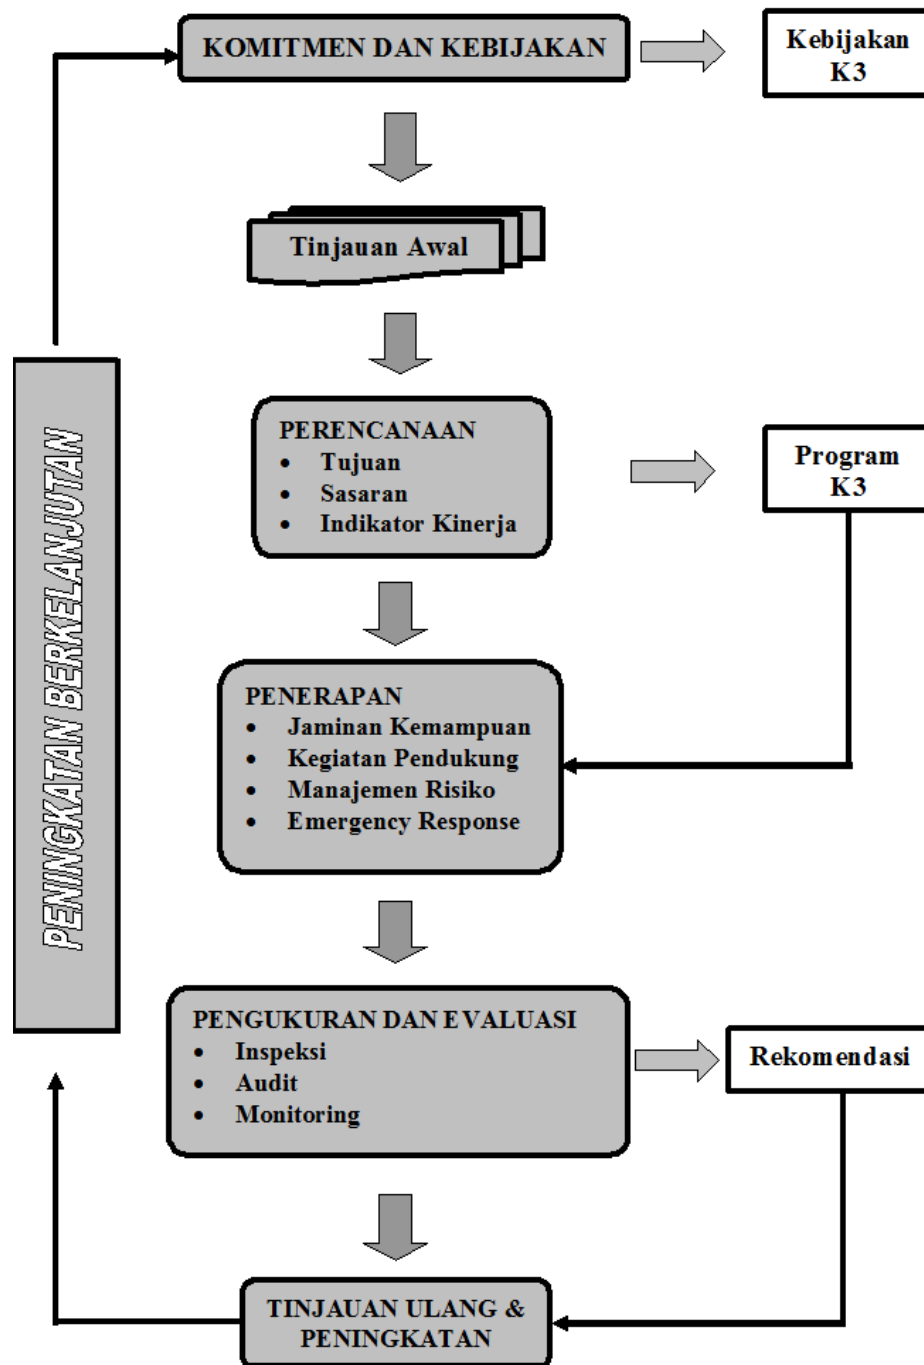 KOMITMEN DAN KEBIJAKAN
Kebijakan
K3
Tinjauan Awal
PERENCANAAN
• Tujuan
• Sasaran
• Indikator Kinerja
Program
K3
PENERAPAN
• Jaminan Kemampuan
• Kegiatan Pendukung
• Manajemen Risiko
• Emergency Response
PENINGKATAN BERKELANJUTAN
PENGUKURAN DAN EVALUASI
• Inspeksi
• Audit
• Monitoring
Rekomendasi
TINJAUAN ULANG &
PENINGKATAN